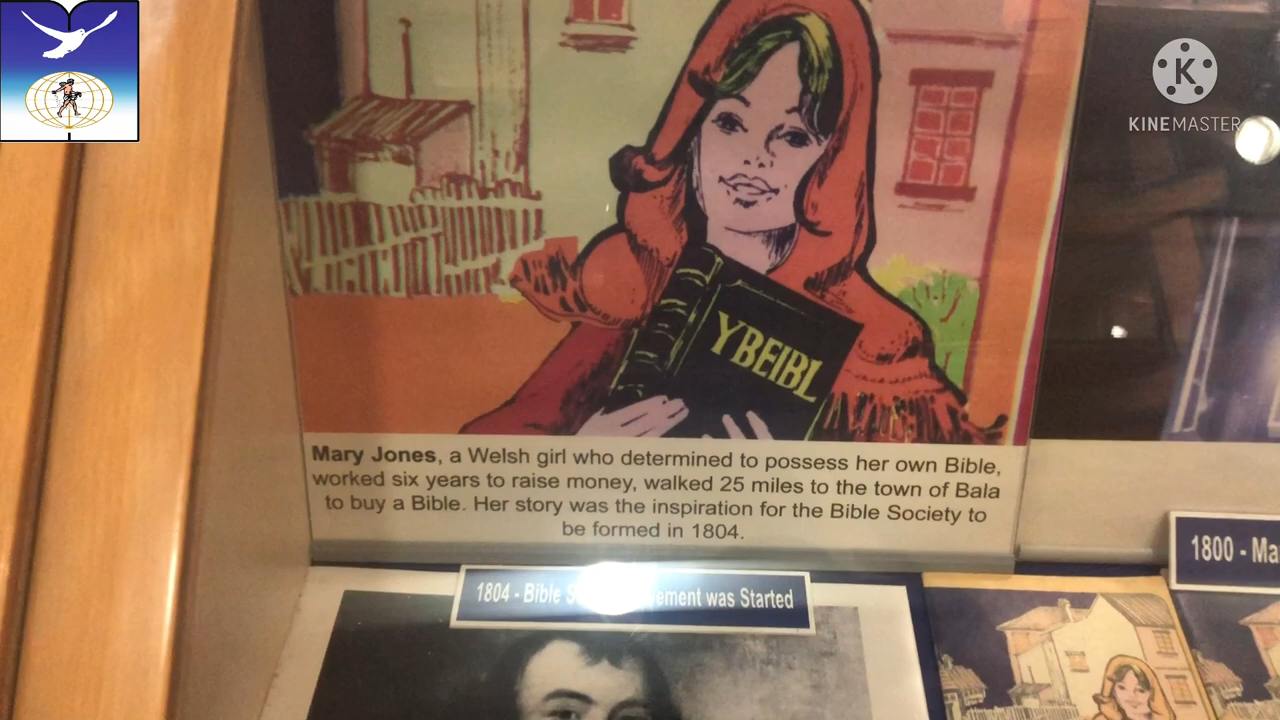 KINEMASTER
YBEIBL
Mary Jones, a Welsh girl who determined to possess her own Bible,
worked six years to raise money, walked 25 miles to the town of Bala
to buy a Bible. Her story was the inspiration for the Bible Society to
be formed in 1804.
1800 - Ma
1804 - Bible S ement was Started